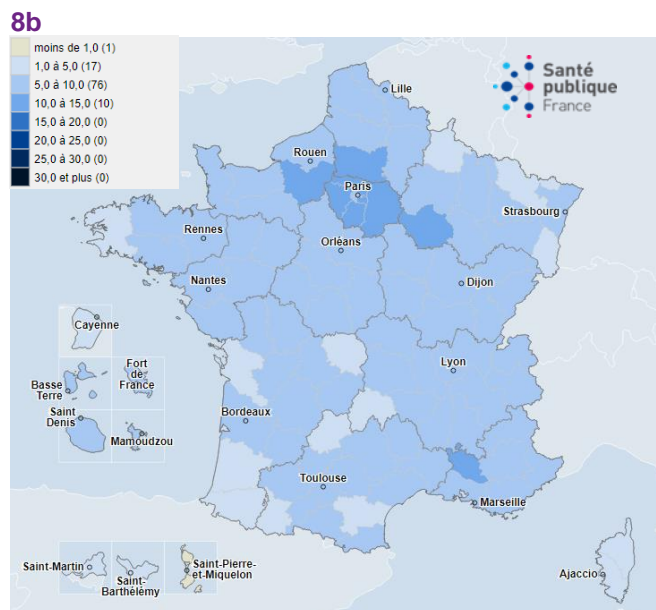 8b
moins de 1,0 (1)
1,0 à 5,0 (17)
5,0 à 10,0 (76)
10,0 à 15,0 (10)
15,0 à 20,0 (0)
20,0 à 25,0 (0)
25,0 à 30,0 (0)
30,0 et plus (0)
Santé
publique
France
Lille
Rouen
Paris
Strasbourg
Rennes
Orléans
Nantes
Dijon
Cayenne
Lyon
Basse
Terre
Fort
de
France
Saint
Denis
Mamoudzou
Bordeaux
Toulouse
Marseille
Saint-Martin
Saint-
Barthélémy
Saint-Pierre-
et-Miquelon
Ajaccio